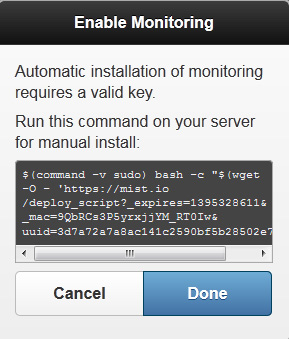 Enable Monitoring
Automatic installation of monitoring
requires a valid key.
Run this command on your server
for manual install:
$(command -v sudo) bash -c "$(wget
-O - 'https://mist.io
/deploy_script?_expires=1395328611&
_mac=9QbRCs3P5yrxjjYM_RT0Iw&
uuid=3d7a72a7a8ac141c2590bf5b28502e7
Cancel Done